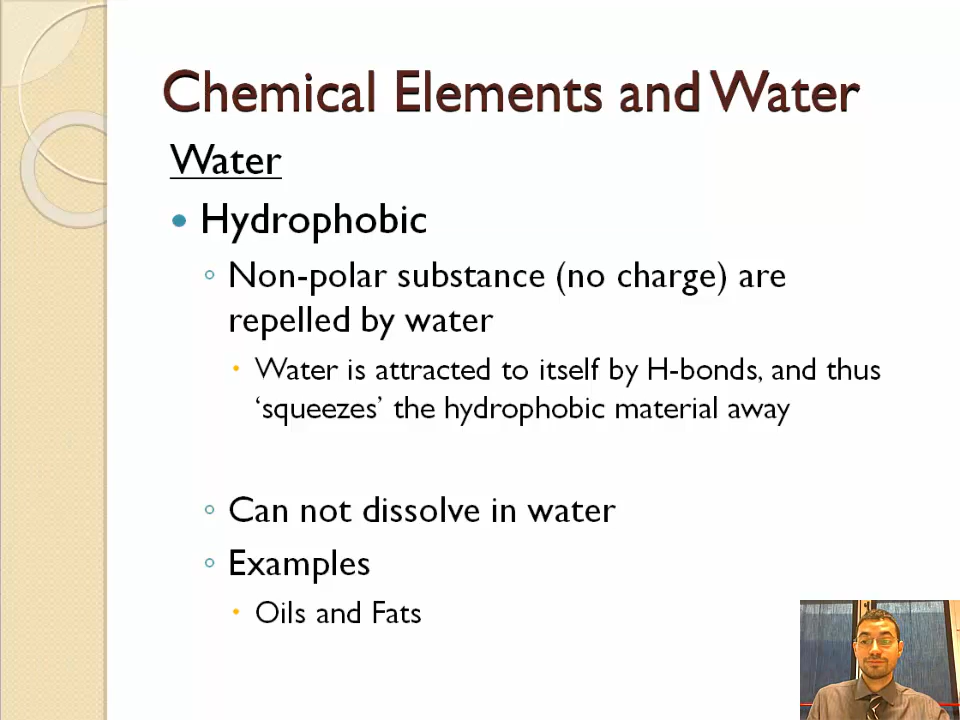 Chemical Elements and Water
Water
• Hydrophobic
◦ Non-polar substance (no charge) are
repelled by water
• Water is attracted to itself by H-bonds, and thus
‘squeezes’ the hydrophobic material away
◦ Can not dissolve in water
◦ Examples
• Oils and Fats